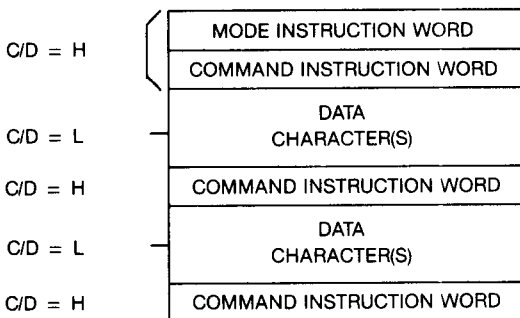 MODE INSTRUCTION WORD
C/D = H
COMMAND INSTRUCTION WORD
DATA
C/D = L
CHARACTER(S)
C/D = H
COMMAND INSTRUCTION WORD
DATA
C/D = L
CHARACTER(S)
C/D = H
COMMAND INSTRUCTION WORD